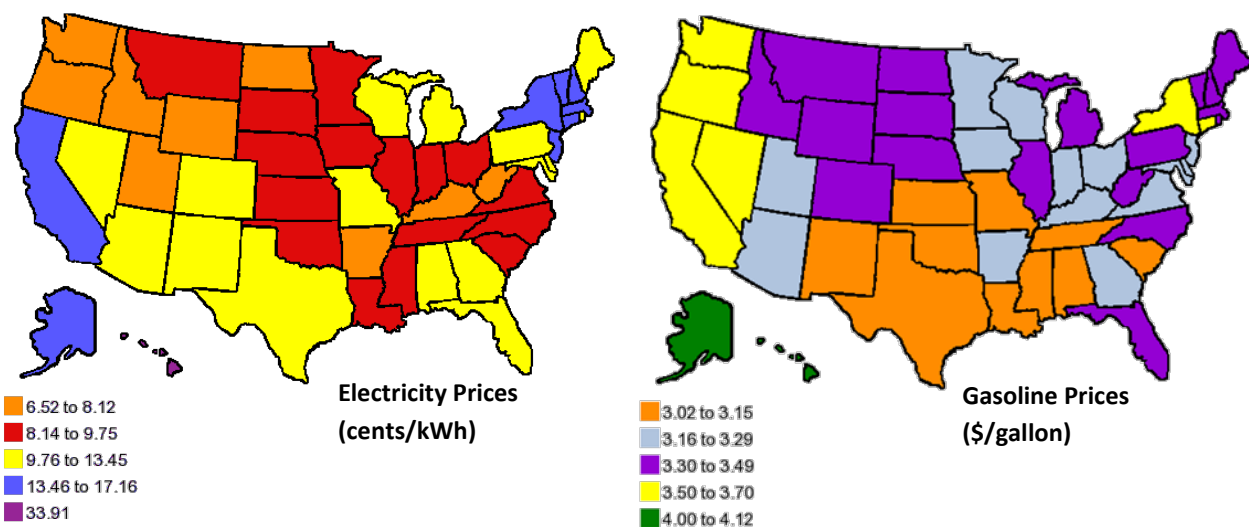 Electricity Prices
(cents/kWh)
6.52 to 8.12
8.14 to 9.75
9.76 to 13.45
13.46 to 17.16
33.91
Gasoline Prices
($/gallon)
3.02 to 3.15
3.16 to 3.29
3.30 to 3.49
3.50 to 3.70
4.00 to 4.12